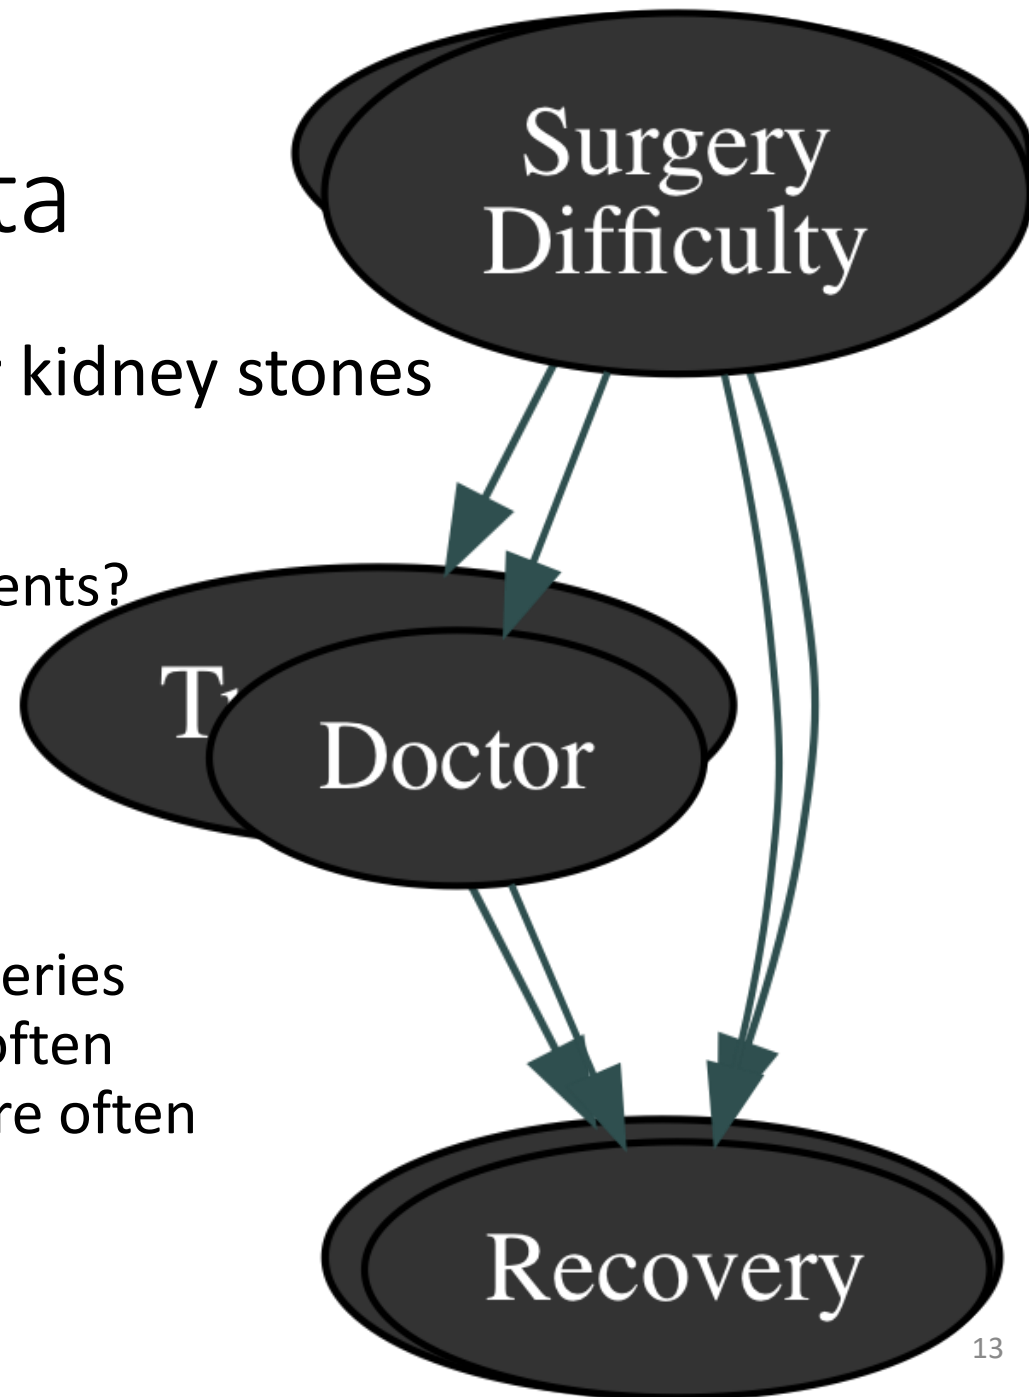 Surgery
Difficulty
ta
kidney stones
ents?
Doctor
eries
often
re often
Recovery
13